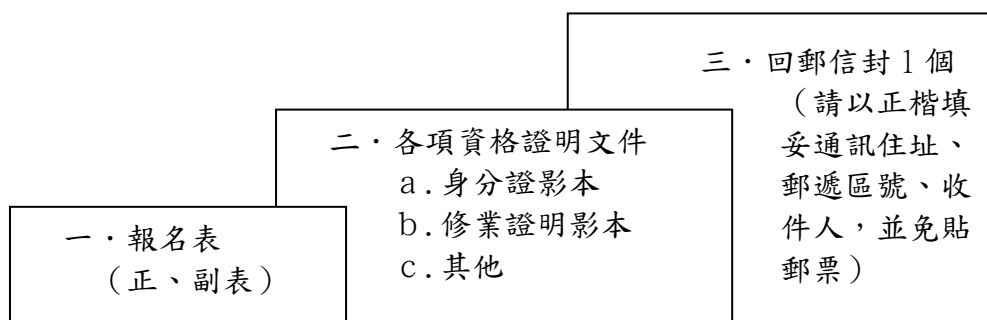 一．報名表
（正、副表）
二．各項資格證明文件
a.身分證影本
b.修業證明影本
c.其他
三．回郵信封1個
（請以正楷填
妥通訊住址、
郵遞區號、收
件人，並免貼
郵票）